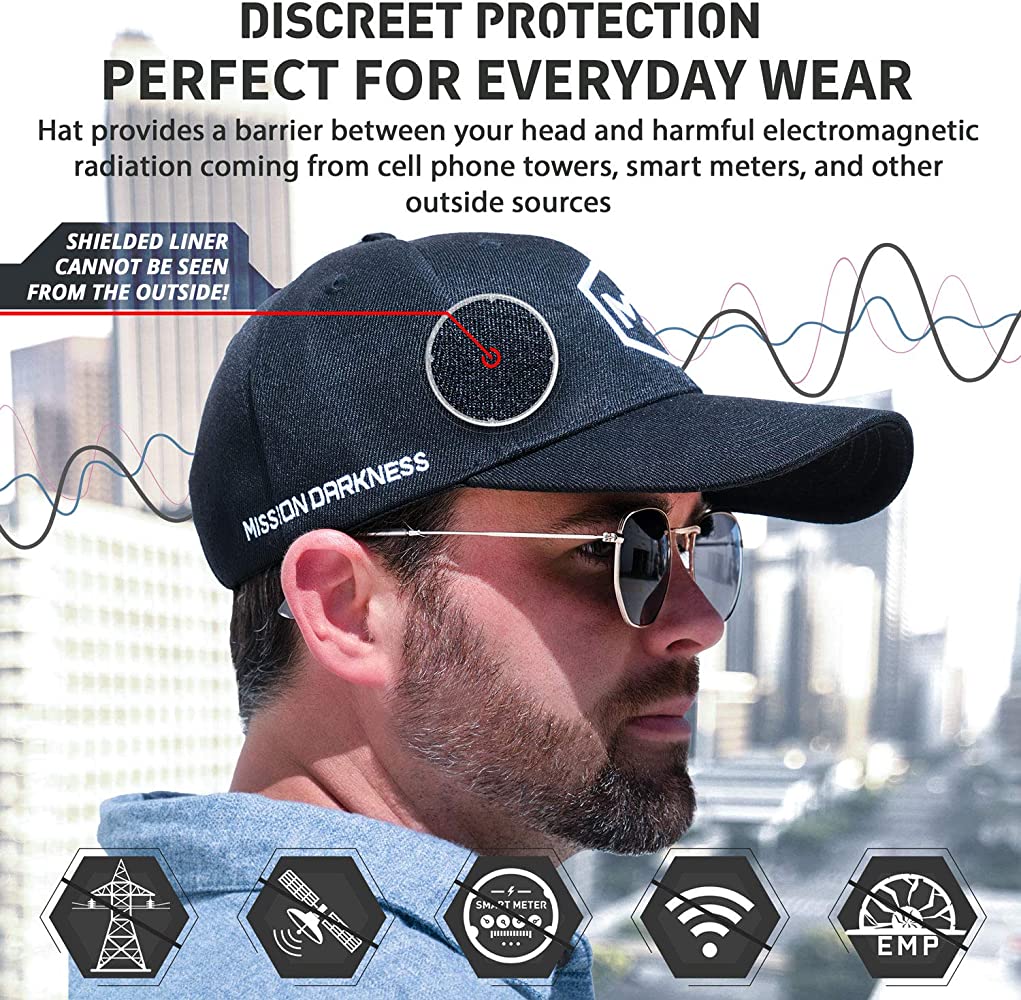 DISCREET PROTECTION
PERFECT FOR EVERYDAY WEAR
Hat provides a barrier between your head and harmful electromagnetic
radiation coming from cell phone towers, smart meters, and other
outside sources
SHIELDED LINER
CANNOT BE SEEN
FROM THE OUTSIDE!
M
MISSION DARKNESS
SMART METER
EMP